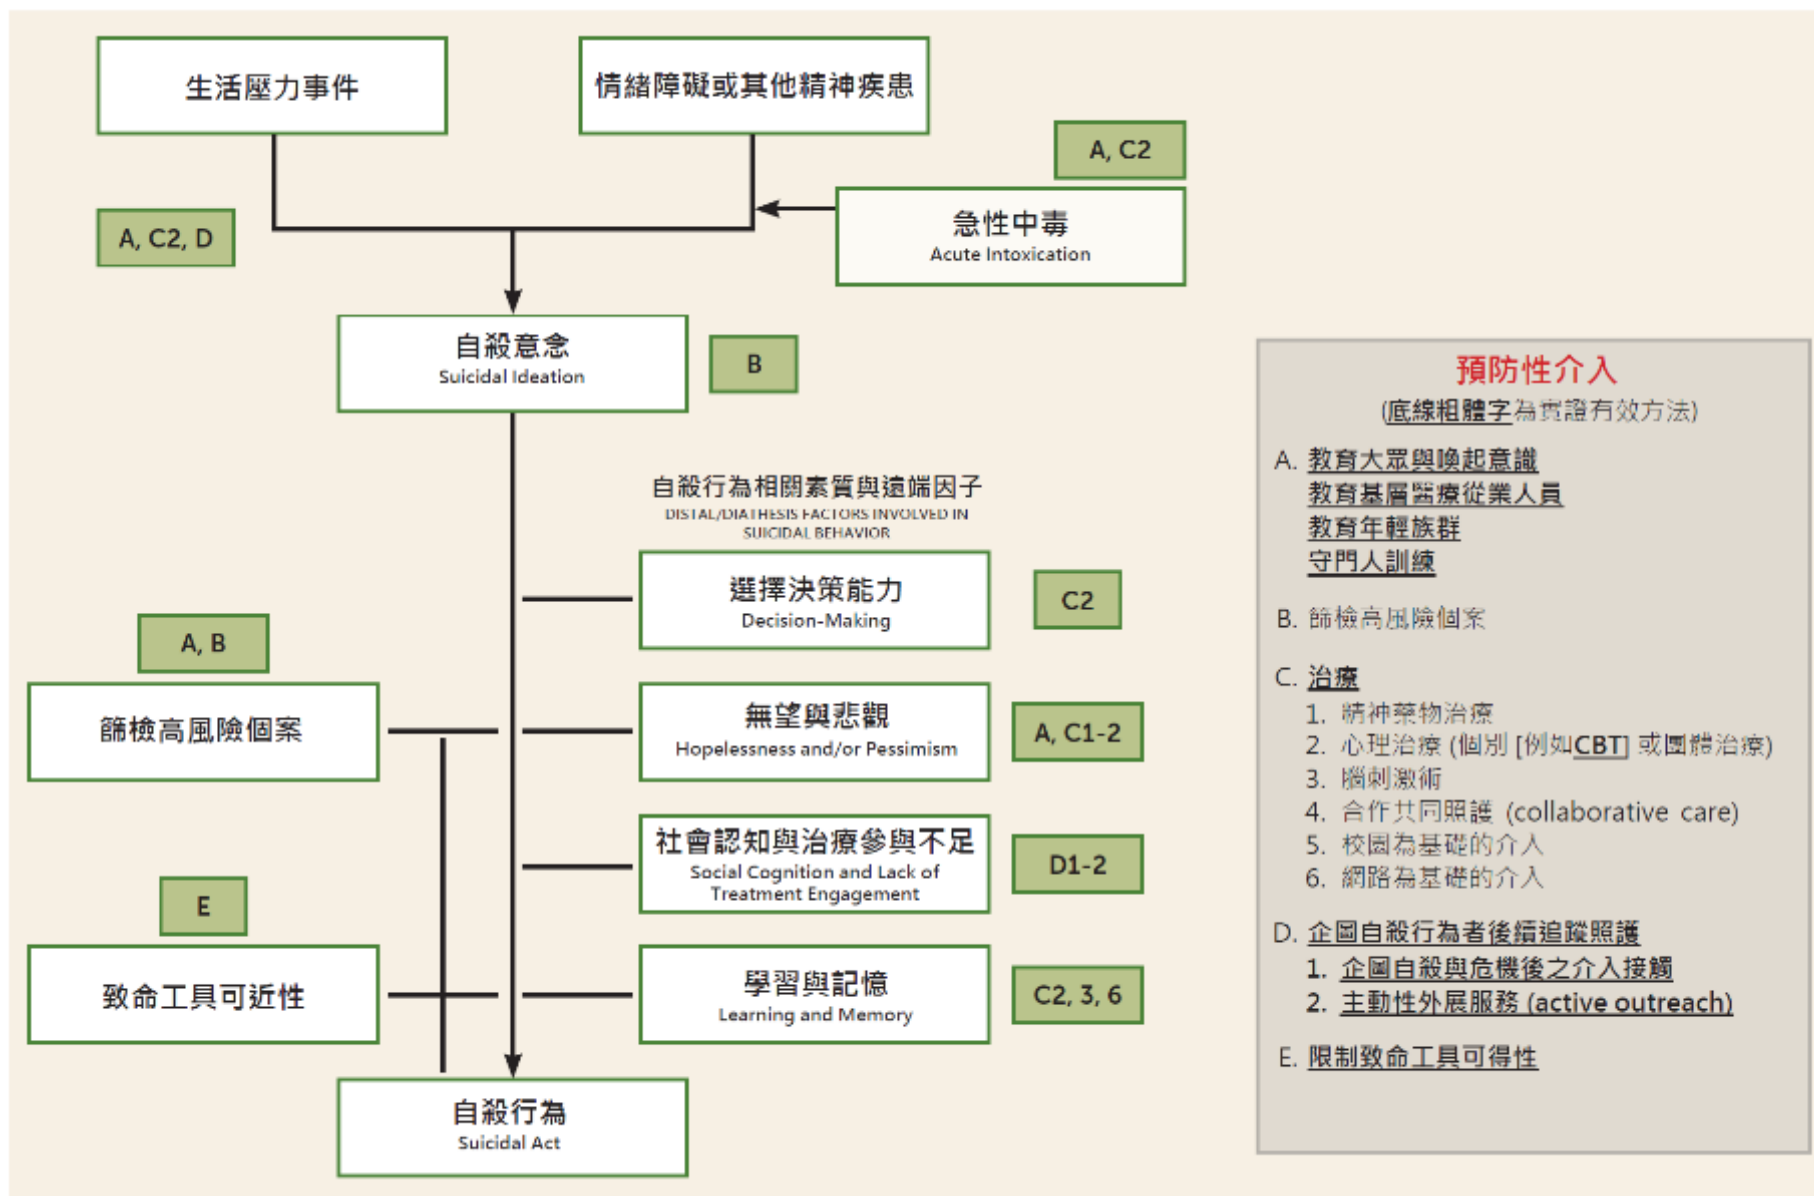 生活壓力事件
情緒障礙或其他精神疾患
A, C2
急性中毒
Acute Intoxication
A, C2, D
自殺意念
Suicidal Ideation
B
自殺行為相關素質與遠端因子
DISTAL/DIATHESIS FACTORS INVOLVED IN
SUICIDAL BEHAVIOR
選擇決策能力
Decision-Making
C2
A, B
篩檢高風險個案
無望與悲觀
Hopelessness and/or Pessimism
A, C1-2
社會認知與治療參與不足
Social Cognition and Lack of
Treatment Engagement
D1-2
E
致命工具可近性
學習與記憶
Learning and Memory
C2, 3, 6
自殺行為
Suicidal Act
預防性介入
(底線粗體字為實證有效方法)
A. 教育大眾與喚起意識
教育基層醫療從業人員
教育年輕族群
守門人訓練
B. 篩檢高風險個案
C. 治療
1. 精神藥物治療
2. 心理治療 (個別 [例如CBT] 或團體治療)
3. 腦刺激術
4. 合作共同照護 (collaborative care)
5. 校園為基礎的介入
6. 網路為基礎的介入
D. 企圖自殺行為者後續追蹤照護
1. 企圖自殺與危機後之介入接觸
2. 主動性外展服務 (active outreach)
E. 限制致命工具可得性